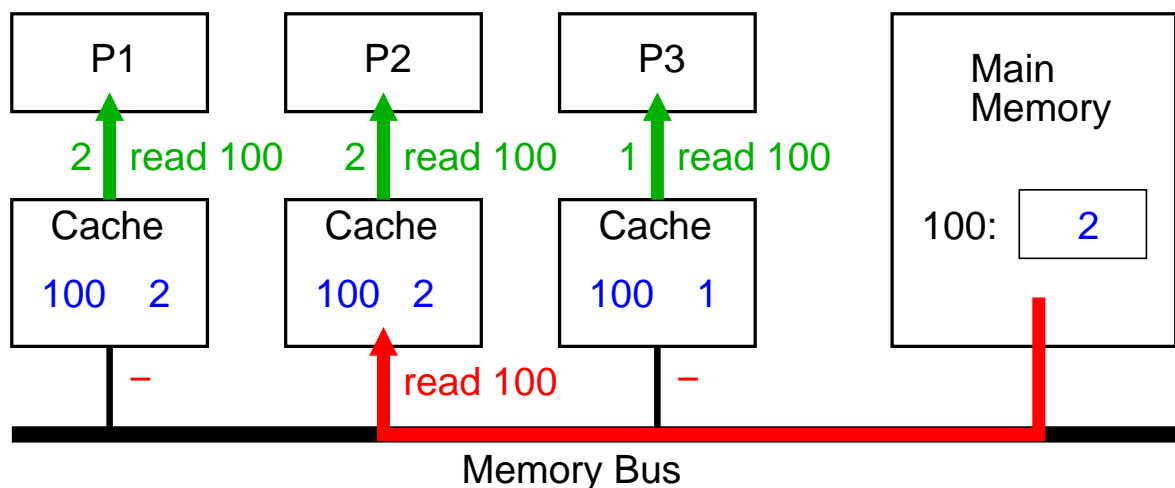 P1 P2 P3
Main
Memory
2 read 100 2 read 100 1 read 100
Cache Cache Cache
100: 2
100 2 100 2 100 1
– read 100 –
Memory Bus